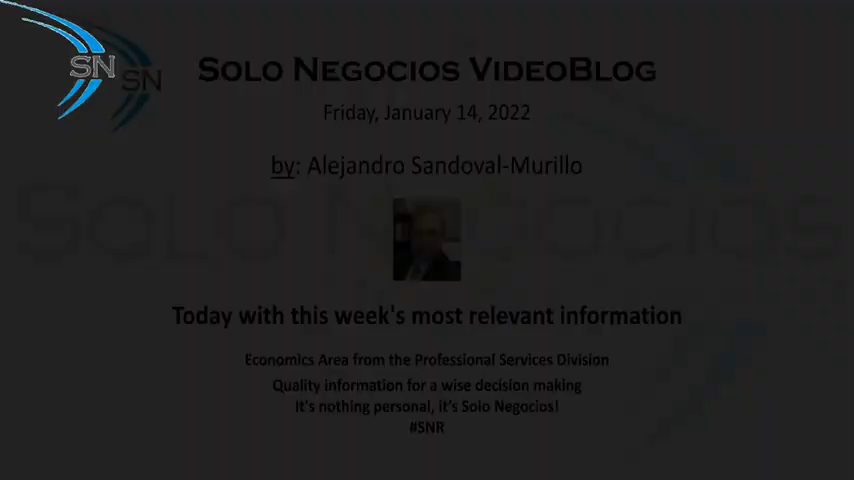 SN
SN
SOLO NEGOCIOS VIDEOBLOG
Friday, January 14, 2022
by: Alejandro Sandoval-Murillo
SOLO NEGOCIOS
Today with this week's most relevant information
Economics Area from the Professional Services Division
Quality information for a wise decision making
It's nothing personal, it's Solo Negocios!
#SNR